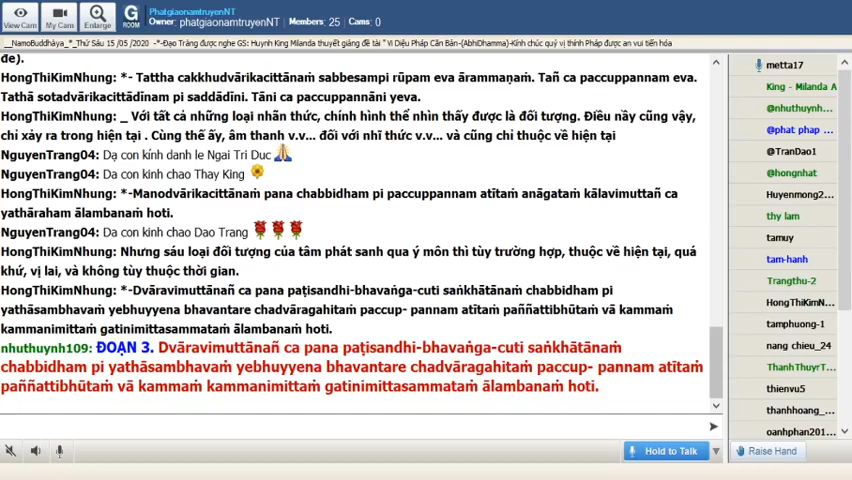 View Cam
My Cam
Enlarge
G
ROOM
PhatgiaonamtruyenNT
Owner: phatgiaonamtruyenNT Members: 25 Cams: 0
__NamoBuddhàya_*_Thứ Sáu 15 /05 /2020 -*-Đạo Tràng được nghe GS: Huynh King Milanda thuyết giảng đề tài " Vi Diệu Pháp Căn Bản-(AbhiDhamma)-Kính chúc quý vị thính Pháp được an vui tiến hóa
đề).
HongThiKimNhung: *- Tattha cakkhudvārikacittānaṁ sabbesampi rūpam eva ārammaṇaṁ. Tañ ca paccuppannam eva.
Tathā sotadvārikacittādīnam pi saddādīni. Tāni ca paccuppannāni yeva.
HongThiKimNhung: _ Với tất cả những loại nhãn thức, chính hình thể nhìn thấy được là đối tượng. Điều nầy cũng vậy,
chỉ xảy ra trong hiện tại . Cùng thế ấy, âm thanh v.v... đối với nhĩ thức v.v... và cũng chỉ thuộc về hiện tại
NguyenTrang04: Dạ con kính danh le Ngai Tri Duc
NguyenTrang04: Da con kinh chao Thay King
HongThiKimNhung: *-Manodvārikacittānaṁ pana chabbidham pi paccuppannam atītaṁ anāgataṁ kālavimuttañ ca
yathāraham ālambanaṁ hoti.
NguyenTrang04: Da con kinh chao Dao Trang
HongThiKimNhung: Nhưng sáu loại đối tượng của tâm phát sanh qua ý môn thì tùy trường hợp, thuộc về hiện tại, quá
khứ, vị lai, và không tùy thuộc thời gian.
HongThiKimNhung: *-Dvāravimuttānañ ca pana paṭisandhi-bhavaṅga-cuti saṅkhātānaṁ chabbidham pi
yathāsambhavaṁ yebhuyyena bhavantare chadvāragahitaṁ paccup- pannam atītaṁ paññattibhūtaṁ vā kammaṁ
kammanimittaṁ gatinimittasammataṁ ālambanaṁ hoti.
nhuthuynh109: ĐOẠN 3. Dvāravimuttānañ ca pana paṭisandhi-bhavaṅga-cuti saṅkhātānaṁ
chabbidham pi yathāsambhavaṁ yebhuyyena bhavantare chadvāragahitaṁ paccup- pannam atītaṁ
paññattibhūtaṁ vā kammaṁ kammanimittaṁ gatinimittasammataṁ ālambanaṁ hoti.
metta17
King - Milanda A
@nhuthuynh...
@phat phap ...
@TranDao1
@hongnhat
Huyenmong2...
thy lam
tamuy
tam-hanh
Trangthu-2
HongThiKimN...
tamphuong-1
nang chieu_24
ThanhThuyrT...
thienvu5
thanhhoang_...
oanhphan201...
Hold to Talk
Raise Hand